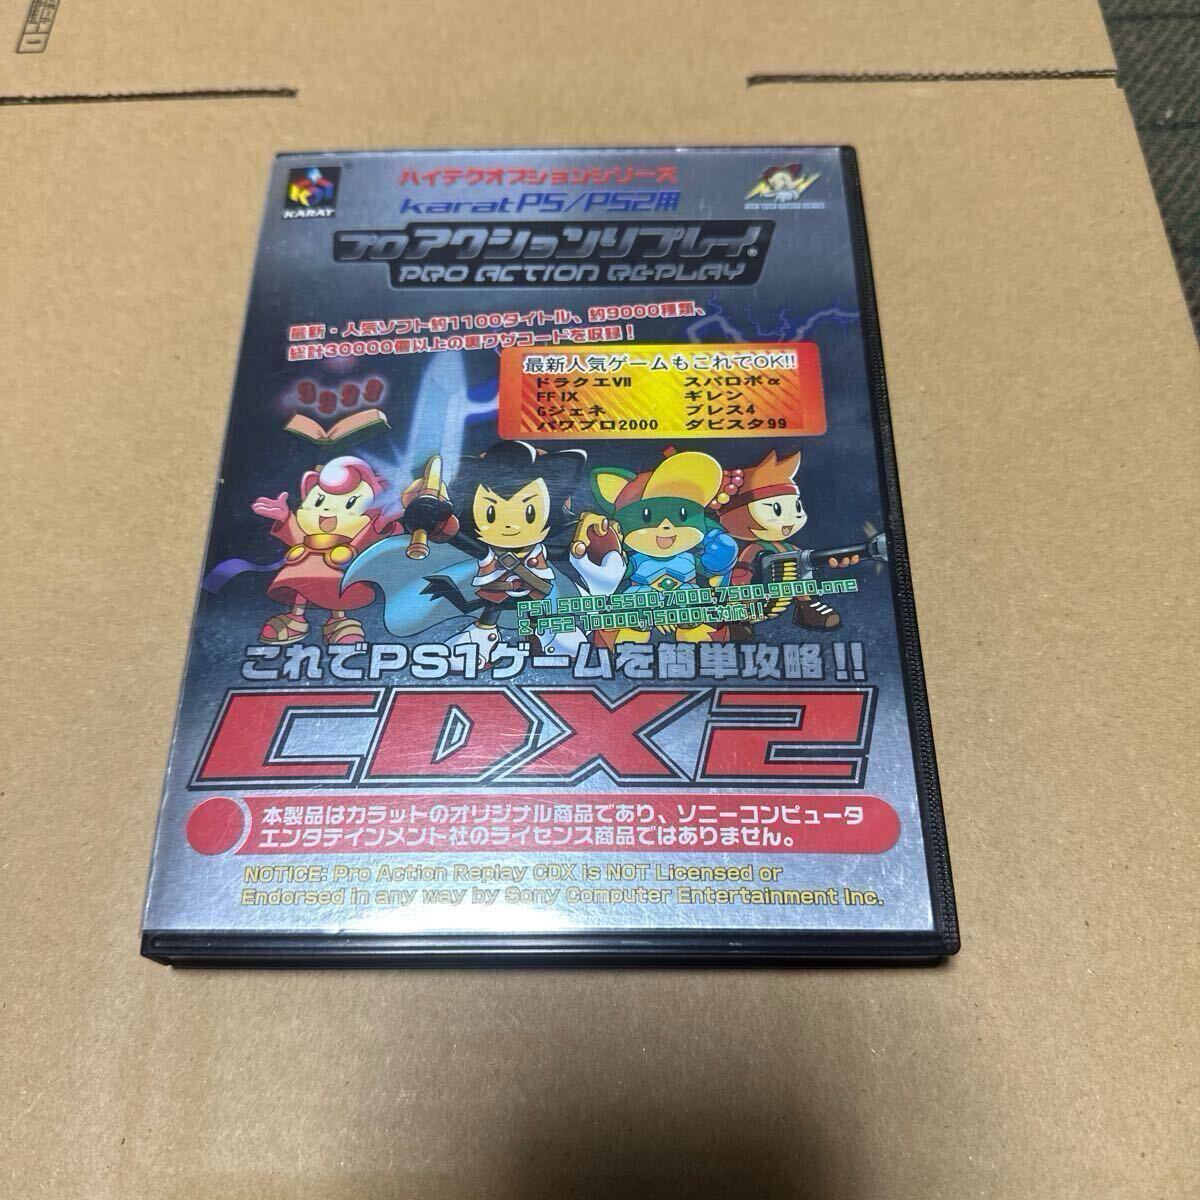 ハイテクオプションシリーズ
KARAT
karat PS/PS2用
プロアクションリプレイ®
PRO ACTION REPLAY
最新・人気ソフト約1100タイトル、約9000種類、
総計30000個以上の裏ワザコードを収録！
最新人気ゲームもこれでOK!!
ドラクエⅦ スパロボα
FFⅨ ギレン
Gジェネ ブレス4
パワプロ2000 ダビスタ99
9999
PS1 5000,5500,7000,7500,9000,one
& PS2 10000,15000に対応!!
これでPS1ゲームを簡単攻略!!
CDX2
本製品はカラットのオリジナル商品であり、ソニーコンピュータ
エンタテインメント社のライセンス商品ではありません。
NOTICE: Pro Action Replay CDX is NOT Licensed or
Endorsed in any way by Sony Computer Entertainment Inc.